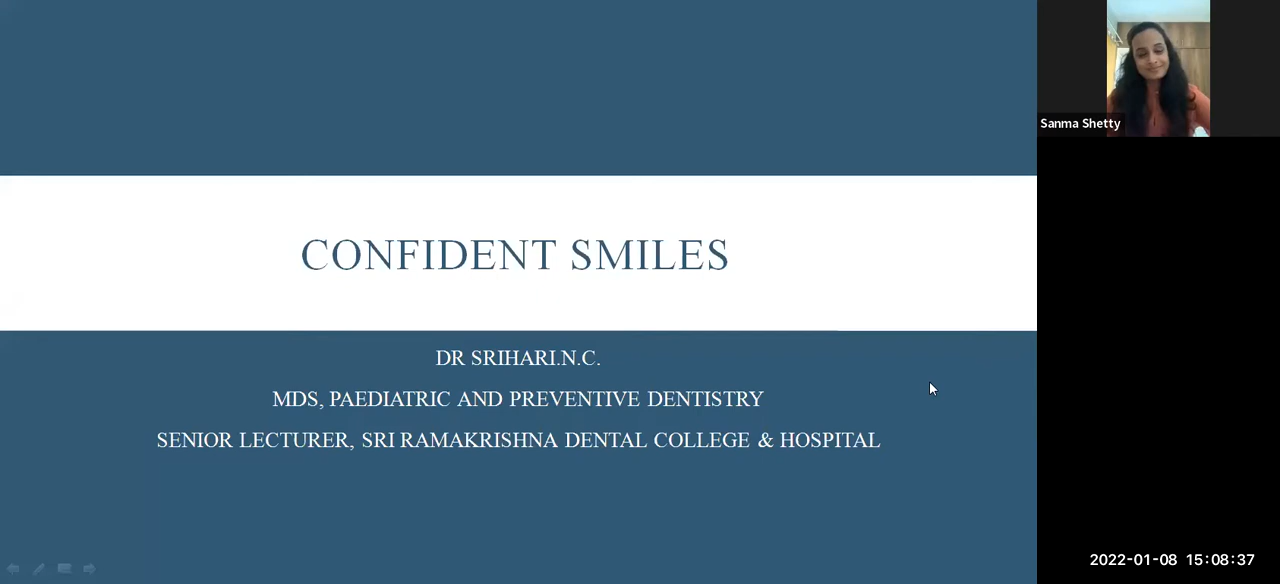 CONFIDENT SMILES
DR SRIHARI.N.C.
MDS, PAEDIATRIC AND PREVENTIVE DENTISTRY
SENIOR LECTURER, SRI RAMAKRISHNA DENTAL COLLEGE & HOSPITAL
Sanma Shetty
2022-01-08 15:08:37